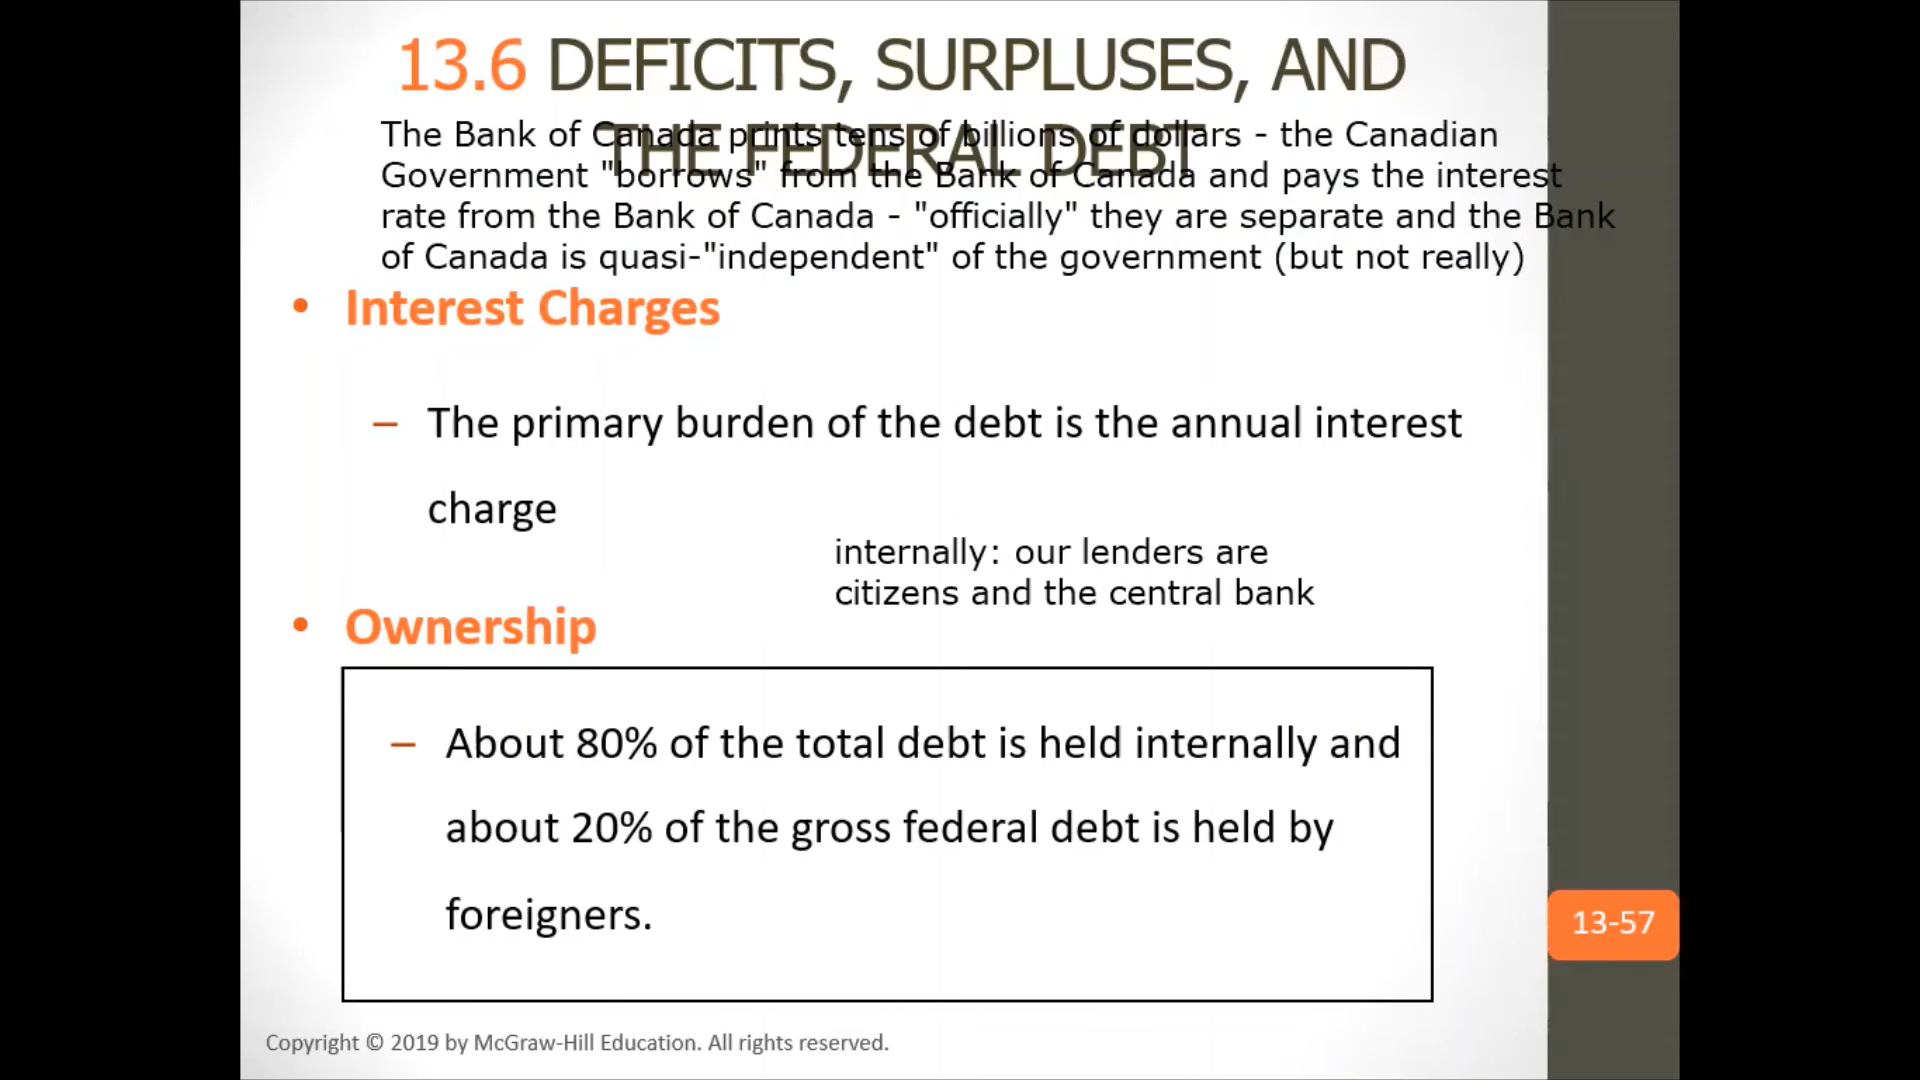 13.6 DEFICITS, SURPLUSES, AND
THE FEDERAL DEBT
The Bank of Canada prints tens of billions of dollars - the Canadian
Government "borrows" from the Bank of Canada and pays the interest
rate from the Bank of Canada - "officially" they are separate and the Bank
of Canada is quasi-"independent" of the government (but not really)
• Interest Charges
– The primary burden of the debt is the annual interest
charge
internally: our lenders are
citizens and the central bank
• Ownership
– About 80% of the total debt is held internally and
about 20% of the gross federal debt is held by
foreigners.
13-57
Copyright © 2019 by McGraw-Hill Education. All rights reserved.